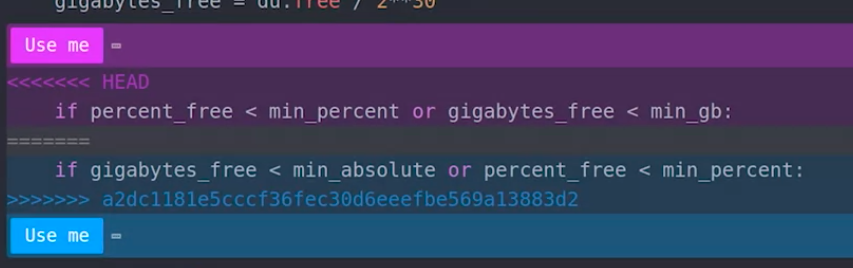 gigabytes_free = du.free / 2**30
Use me
<<<<<<< HEAD
if percent_free < min_percent or gigabytes_free < min_gb:
=======
if gigabytes_free < min_absolute or percent_free < min_percent:
>>>>>>> a2dc1181e5cccf36fec30d6eeefbe569a13883d2
Use me